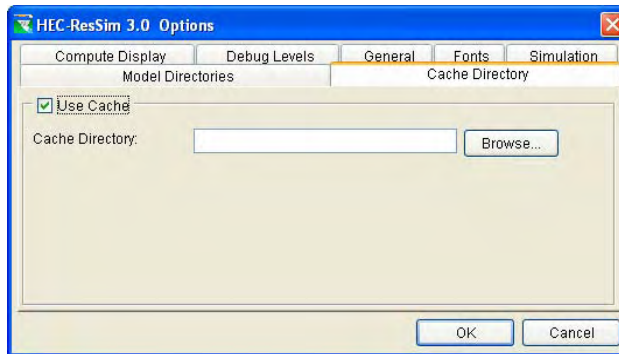 HEC-ResSim 3.0 Options
Compute Display Debug Levels General Fonts Simulation
Model Directories Cache Directory
Use Cache
Cache Directory: Browse...
OK Cancel